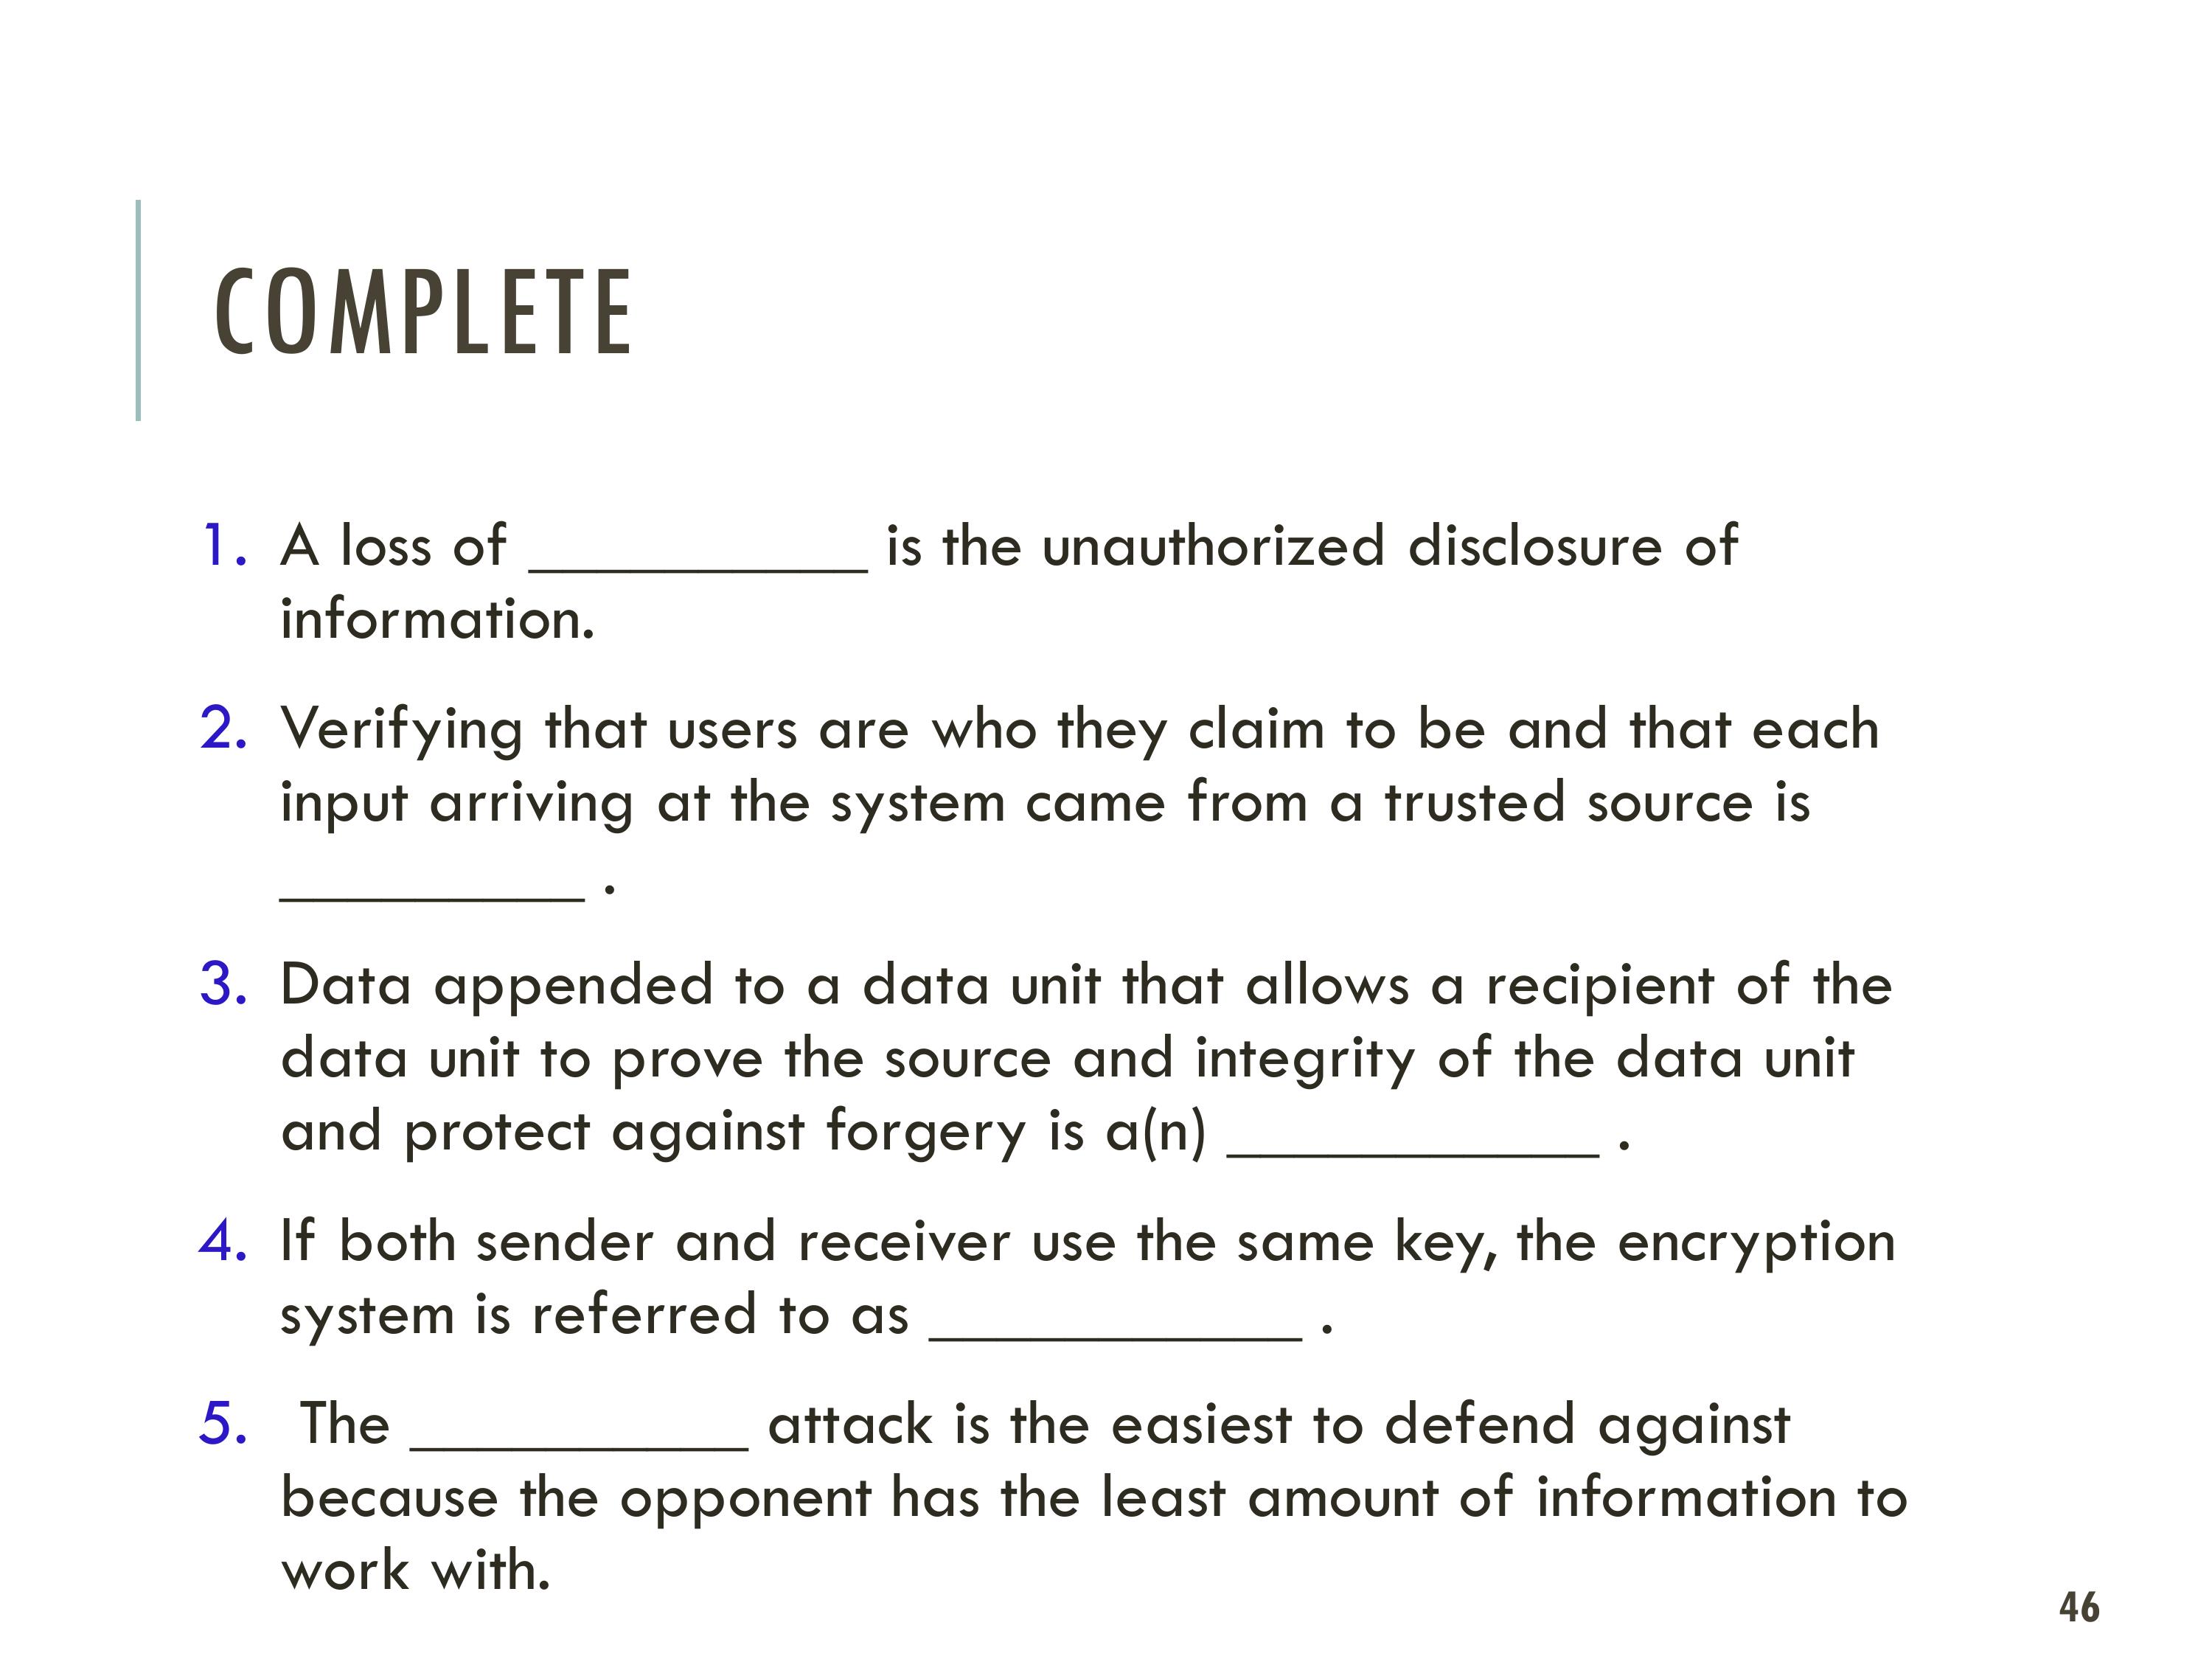 COMPLETE
1. A loss of __________ is the unauthorized disclosure of
information.
2. Verifying that users are who they claim to be and that each
input arriving at the system came from a trusted source is
_________ .
3. Data appended to a data unit that allows a recipient of the
data unit to prove the source and integrity of the data unit
and protect against forgery is a(n) ___________ .
4. If both sender and receiver use the same key, the encryption
system is referred to as ___________ .
5. The __________ attack is the easiest to defend against
because the opponent has the least amount of information to
work with.
46